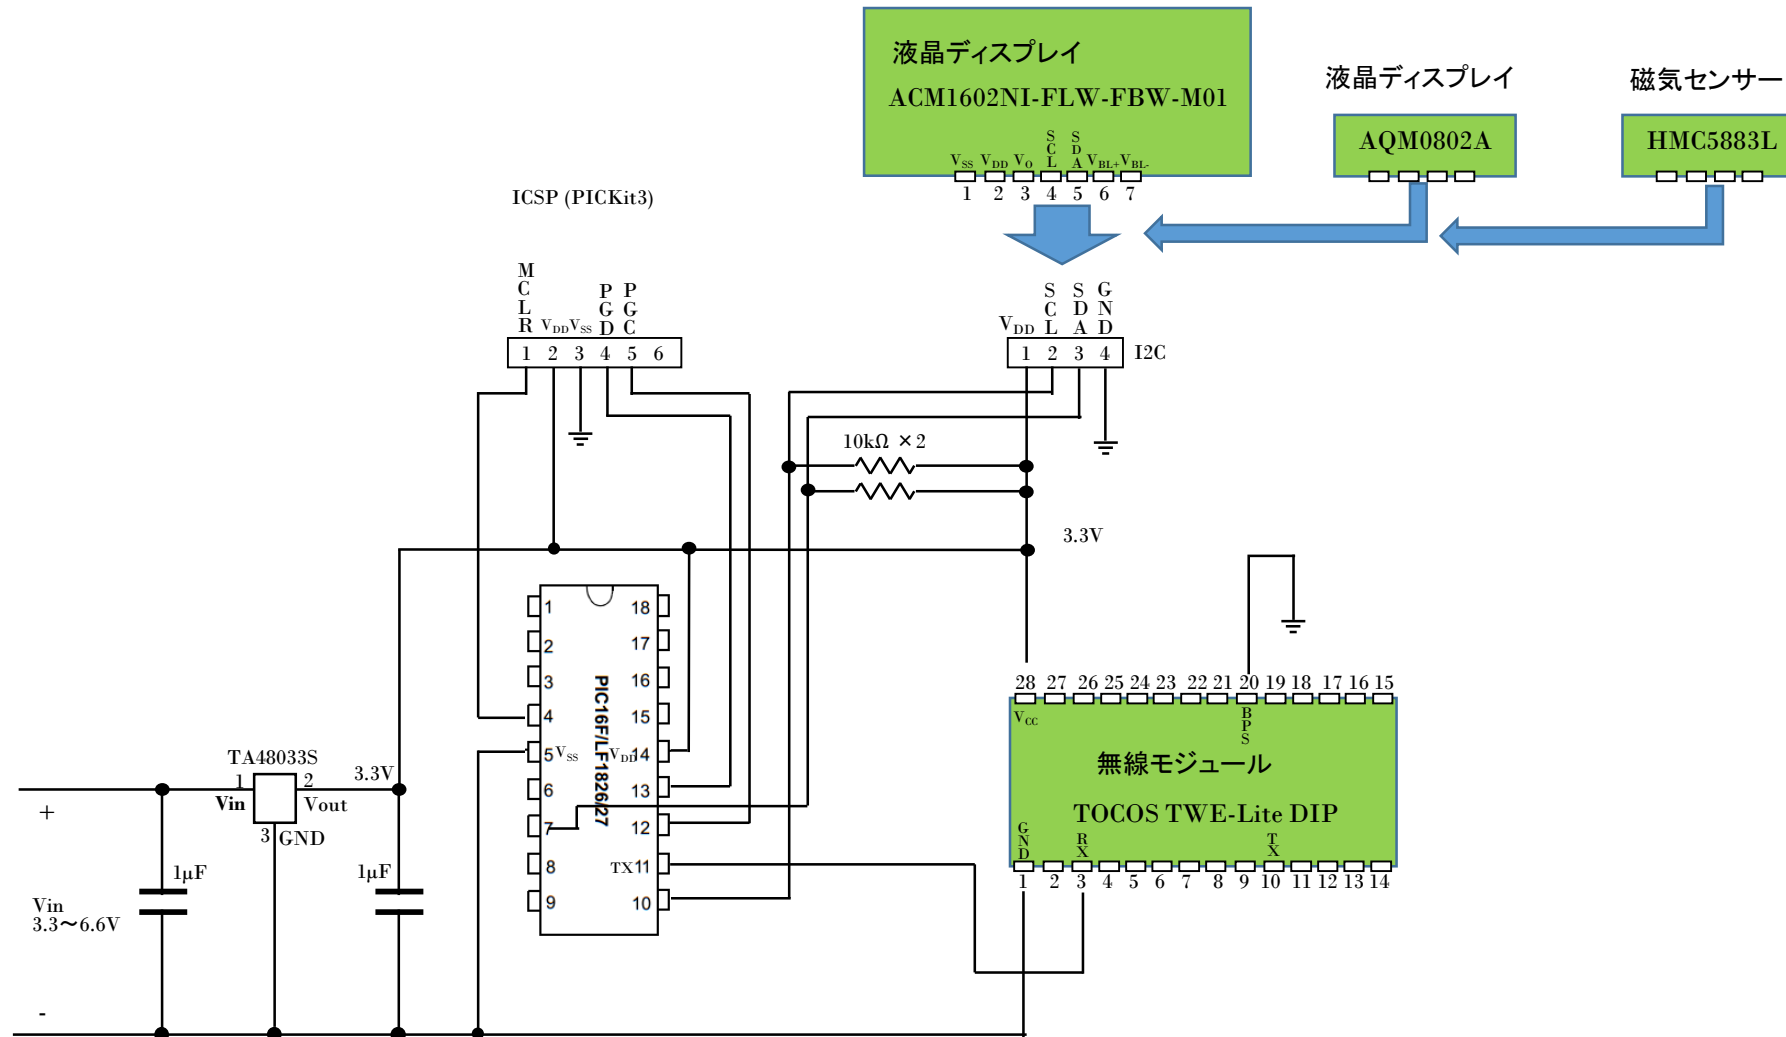 液晶ディスプレイ
ACM1602NI-FLW-FBW-M01
VSS VDD VO SCL SDA VBL+ VBL-
1 2 3 4 5 6 7
液晶ディスプレイ
AQM0802A
磁気センサー
HMC5883L
ICSP (PICKit3)
MCLR VDD VSS PGD PGC
1 2 3 4 5 6
VDD SCL SDA GND
1 2 3 4
I2C
10kΩ ×2
3.3V
1 18
2 17
3 16
4 15
5 VSS VDD 14
6 13
7 12
8 TX 11
9 10
PIC16F/LF1826/27
TA48033S
1 2
Vin Vout
3 GND
3.3V
+
1μF
1μF
Vin
3.3～6.6V
-
28 27 26 25 24 23 22 21 20 19 18 17 16 15
VCC BPS
無線モジュール
TOCOS TWE-Lite DIP
GND RX TX
1 2 3 4 5 6 7 8 9 10 11 12 13 14